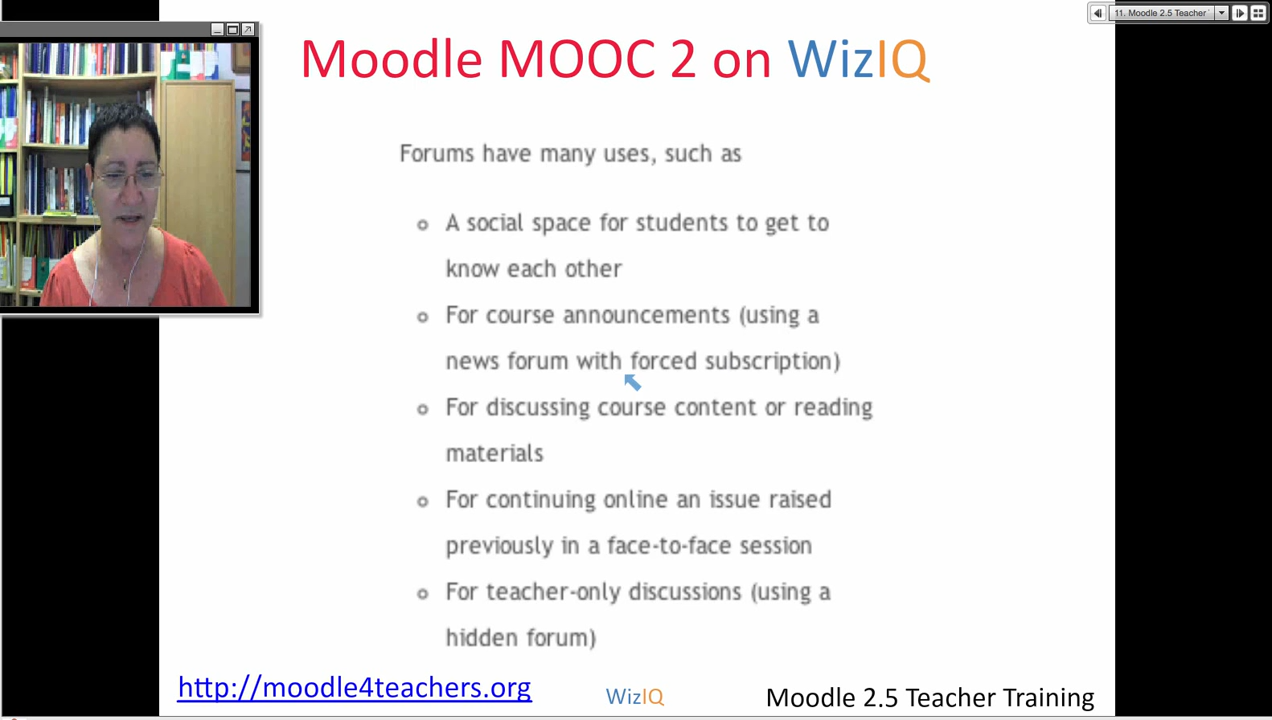 11. Moodle 2.5 Teacher
Moodle MOOC 2 on WizIQ
Forums have many uses, such as
A social space for students to get to
know each other
For course announcements (using a
news forum with forced subscription)
For discussing course content or reading
materials
For continuing online an issue raised
previously in a face-to-face session
For teacher-only discussions (using a
hidden forum)
http://moodle4teachers.org
WizIQ
Moodle 2.5 Teacher Training